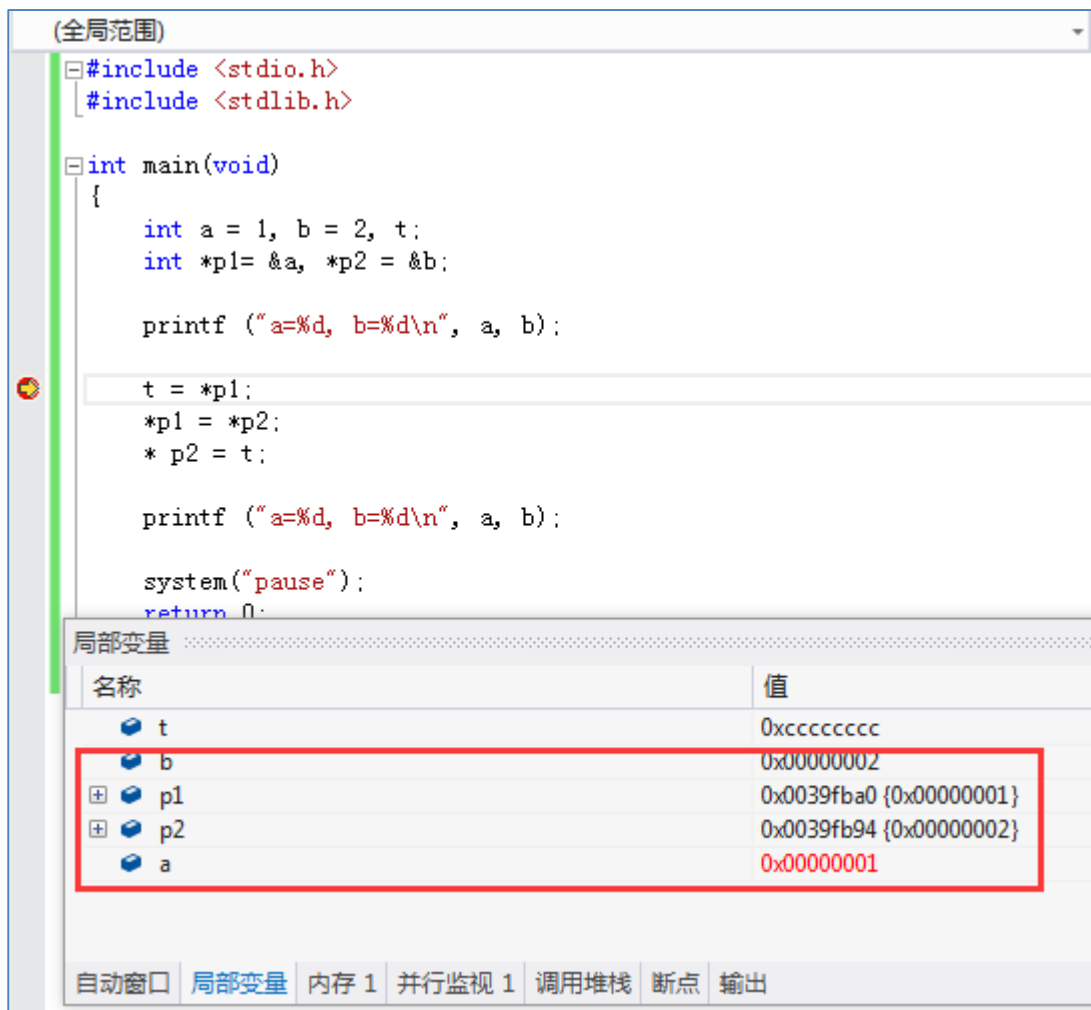 (全局范围)
#include <stdio.h>
#include <stdlib.h>
int main(void)
{
int a = 1, b = 2, t;
int *p1= &a, *p2 = &b;
printf ("a=%d, b=%d\n", a, b);
t = *p1;
*p1 = *p2;
* p2 = t;
printf ("a=%d, b=%d\n", a, b);
system("pause");
return 0;
局部变量
名称 值
t 0xcccccccc
b 0x00000002
p1 0x0039fba0 {0x00000001}
p2 0x0039fb94 {0x00000002}
a 0x00000001
自动窗口 局部变量 内存 1 并行监视 1 调用堆栈 断点 输出